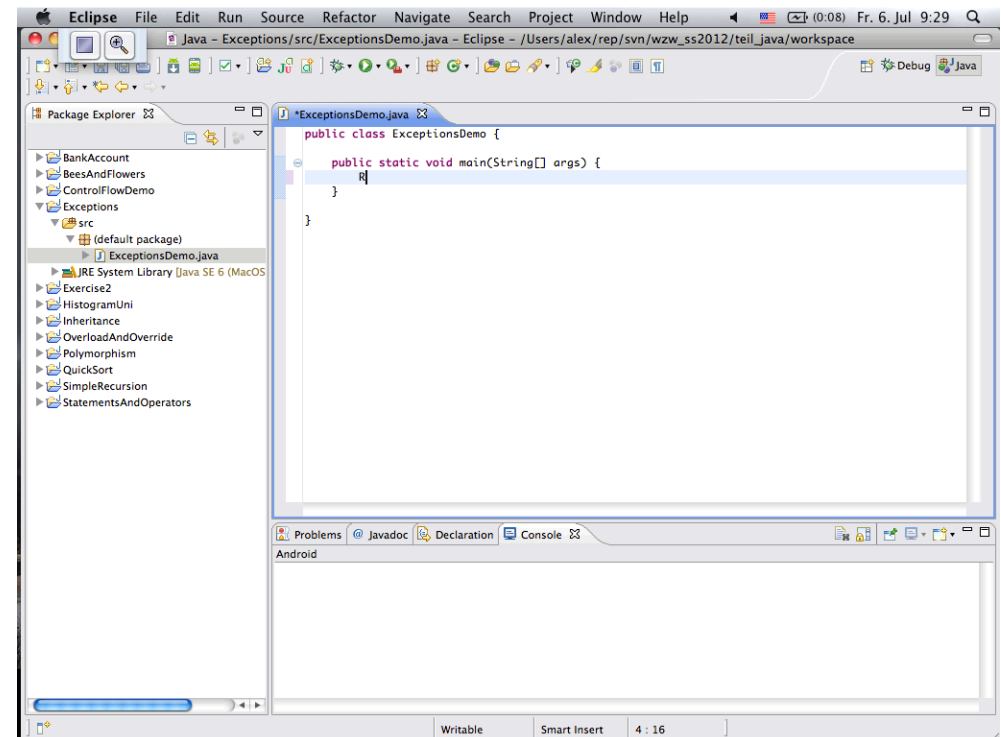 Eclipse File Edit Run Source Refactor Navigate Search Project Window Help (0:08) Fr. 6. Jul 9:29
Java – Exceptions/src/ExceptionsDemo.java – Eclipse – /Users/alex/rep/svn/wzw_ss2012/teil_java/workspace
Debug Java
Package Explorer
BankAccount
BeesAndFlowers
ControlFlowDemo
Exceptions
src
(default package)
ExceptionsDemo.java
JRE System Library [Java SE 6 (MacOS
Exercise2
HistogramUni
Inheritance
OverloadAndOverride
Polymorphism
QuickSort
SimpleRecursion
StatementsAndOperators
*ExceptionsDemo.java
public class ExceptionsDemo {
public static void main(String[] args) {
R
}
}
Problems @ Javadoc Declaration Console
Android
Writable Smart Insert 4 : 16